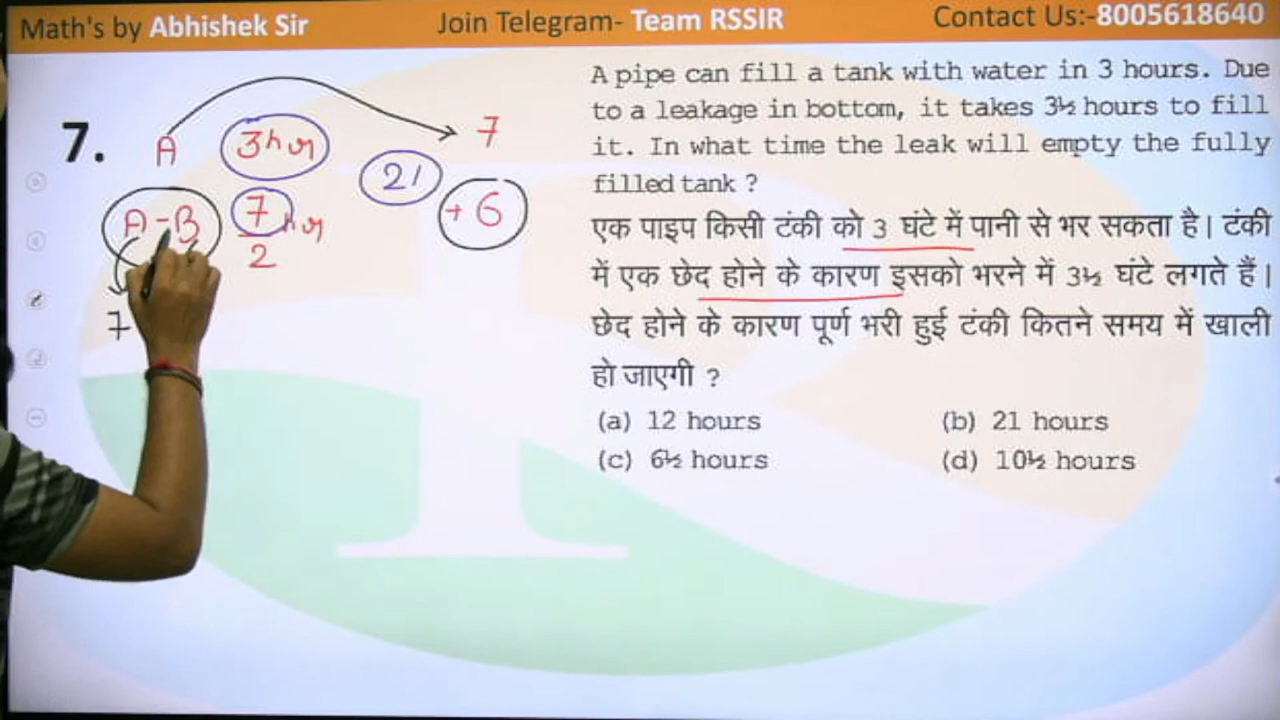 Math's by Abhishek Sir
Join Telegram- Team RSSIR
Contact Us:-8005618640
7.
A 3hr 7
21
A-B 7/2 hr +6
7
A pipe can fill a tank with water in 3 hours. Due
to a leakage in bottom, it takes 3½ hours to fill
it. In what time the leak will empty the fully
filled tank ?
एक पाइप किसी टंकी को 3 घंटे में पानी से भर सकता है। टंकी
में एक छेद होने के कारण इसको भरने में 3½ घंटे लगते हैं।
छेद होने के कारण पूर्ण भरी हुई टंकी कितने समय में खाली
हो जाएगी ?
(a) 12 hours (b) 21 hours
(c) 6½ hours (d) 10½ hours